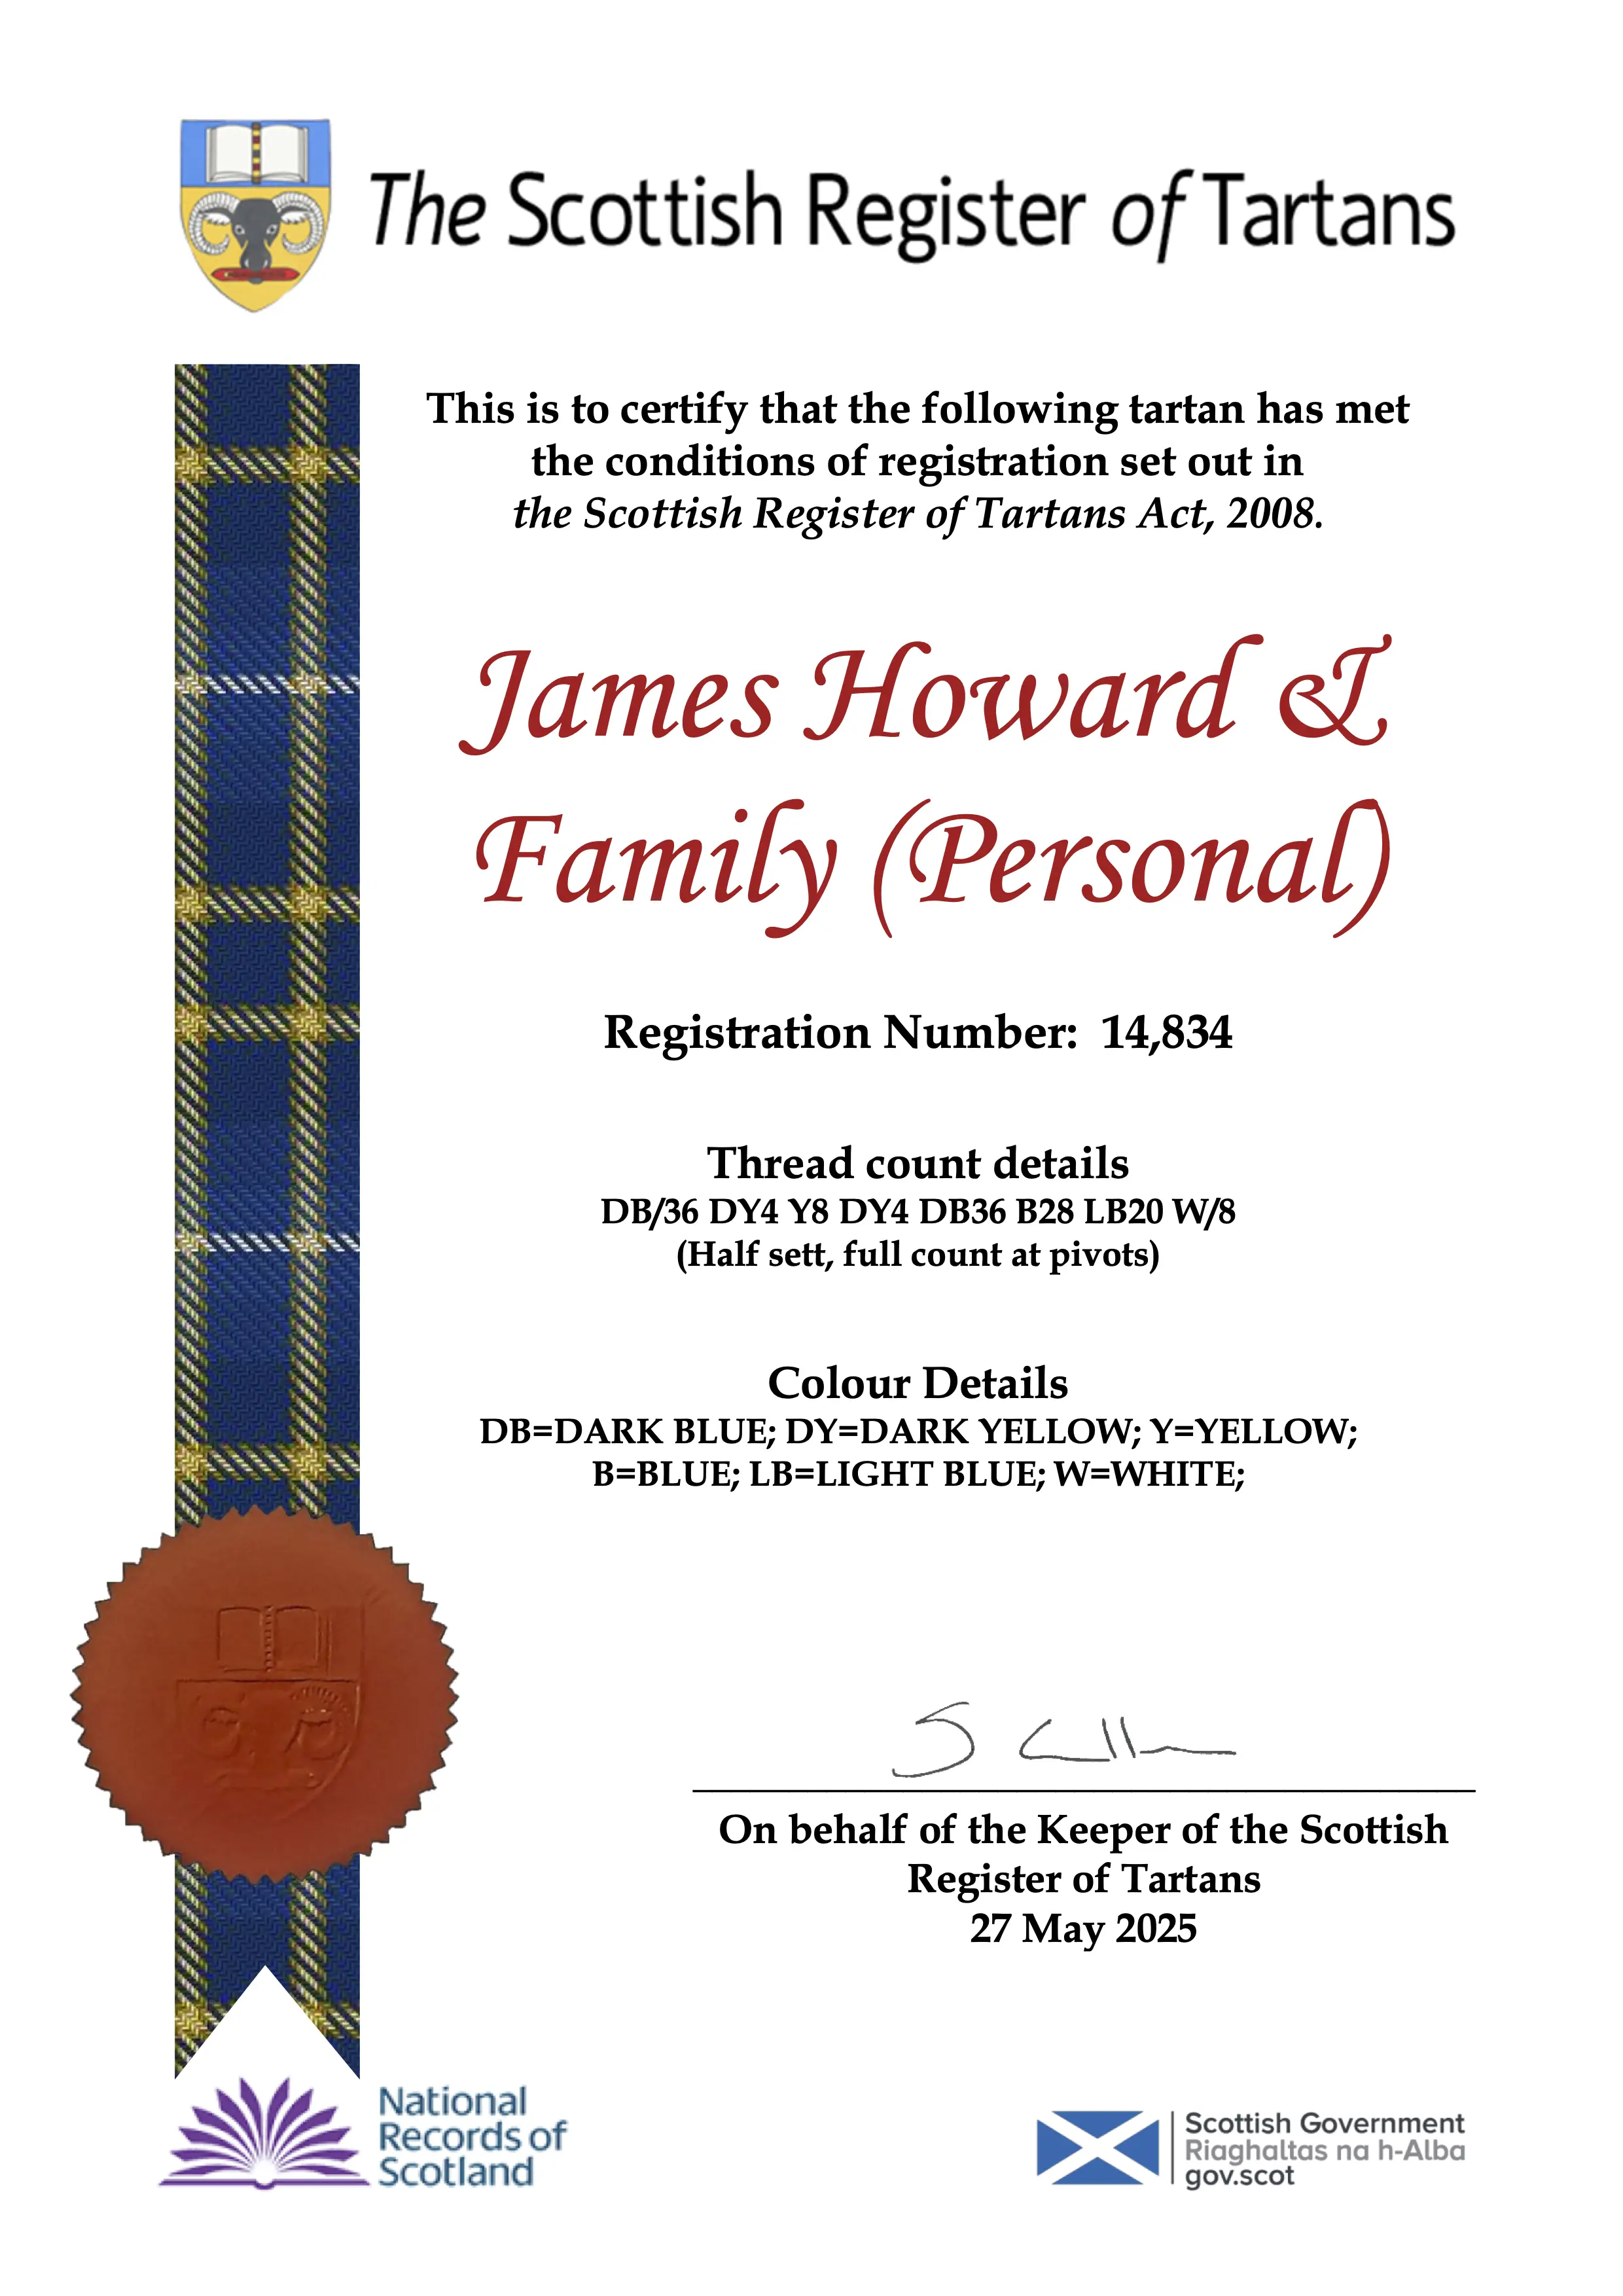 The Scottish Register of Tartans
This is to certify that the following tartan has met
the conditions of registration set out in
the Scottish Register of Tartans Act, 2008.
James Howard &
Family (Personal)
Registration Number: 14,834
Thread count details
DB/36 DY4 Y8 DY4 DB36 B28 LB20 W/8
(Half sett, full count at pivots)
Colour Details
DB=DARK BLUE; DY=DARK YELLOW; Y=YELLOW;
B=BLUE; LB=LIGHT BLUE; W=WHITE;
On behalf of the Keeper of the Scottish
Register of Tartans
27 May 2025
National
Records of
Scotland
Scottish Government
Riaghaltas na h-Alba
gov.scot